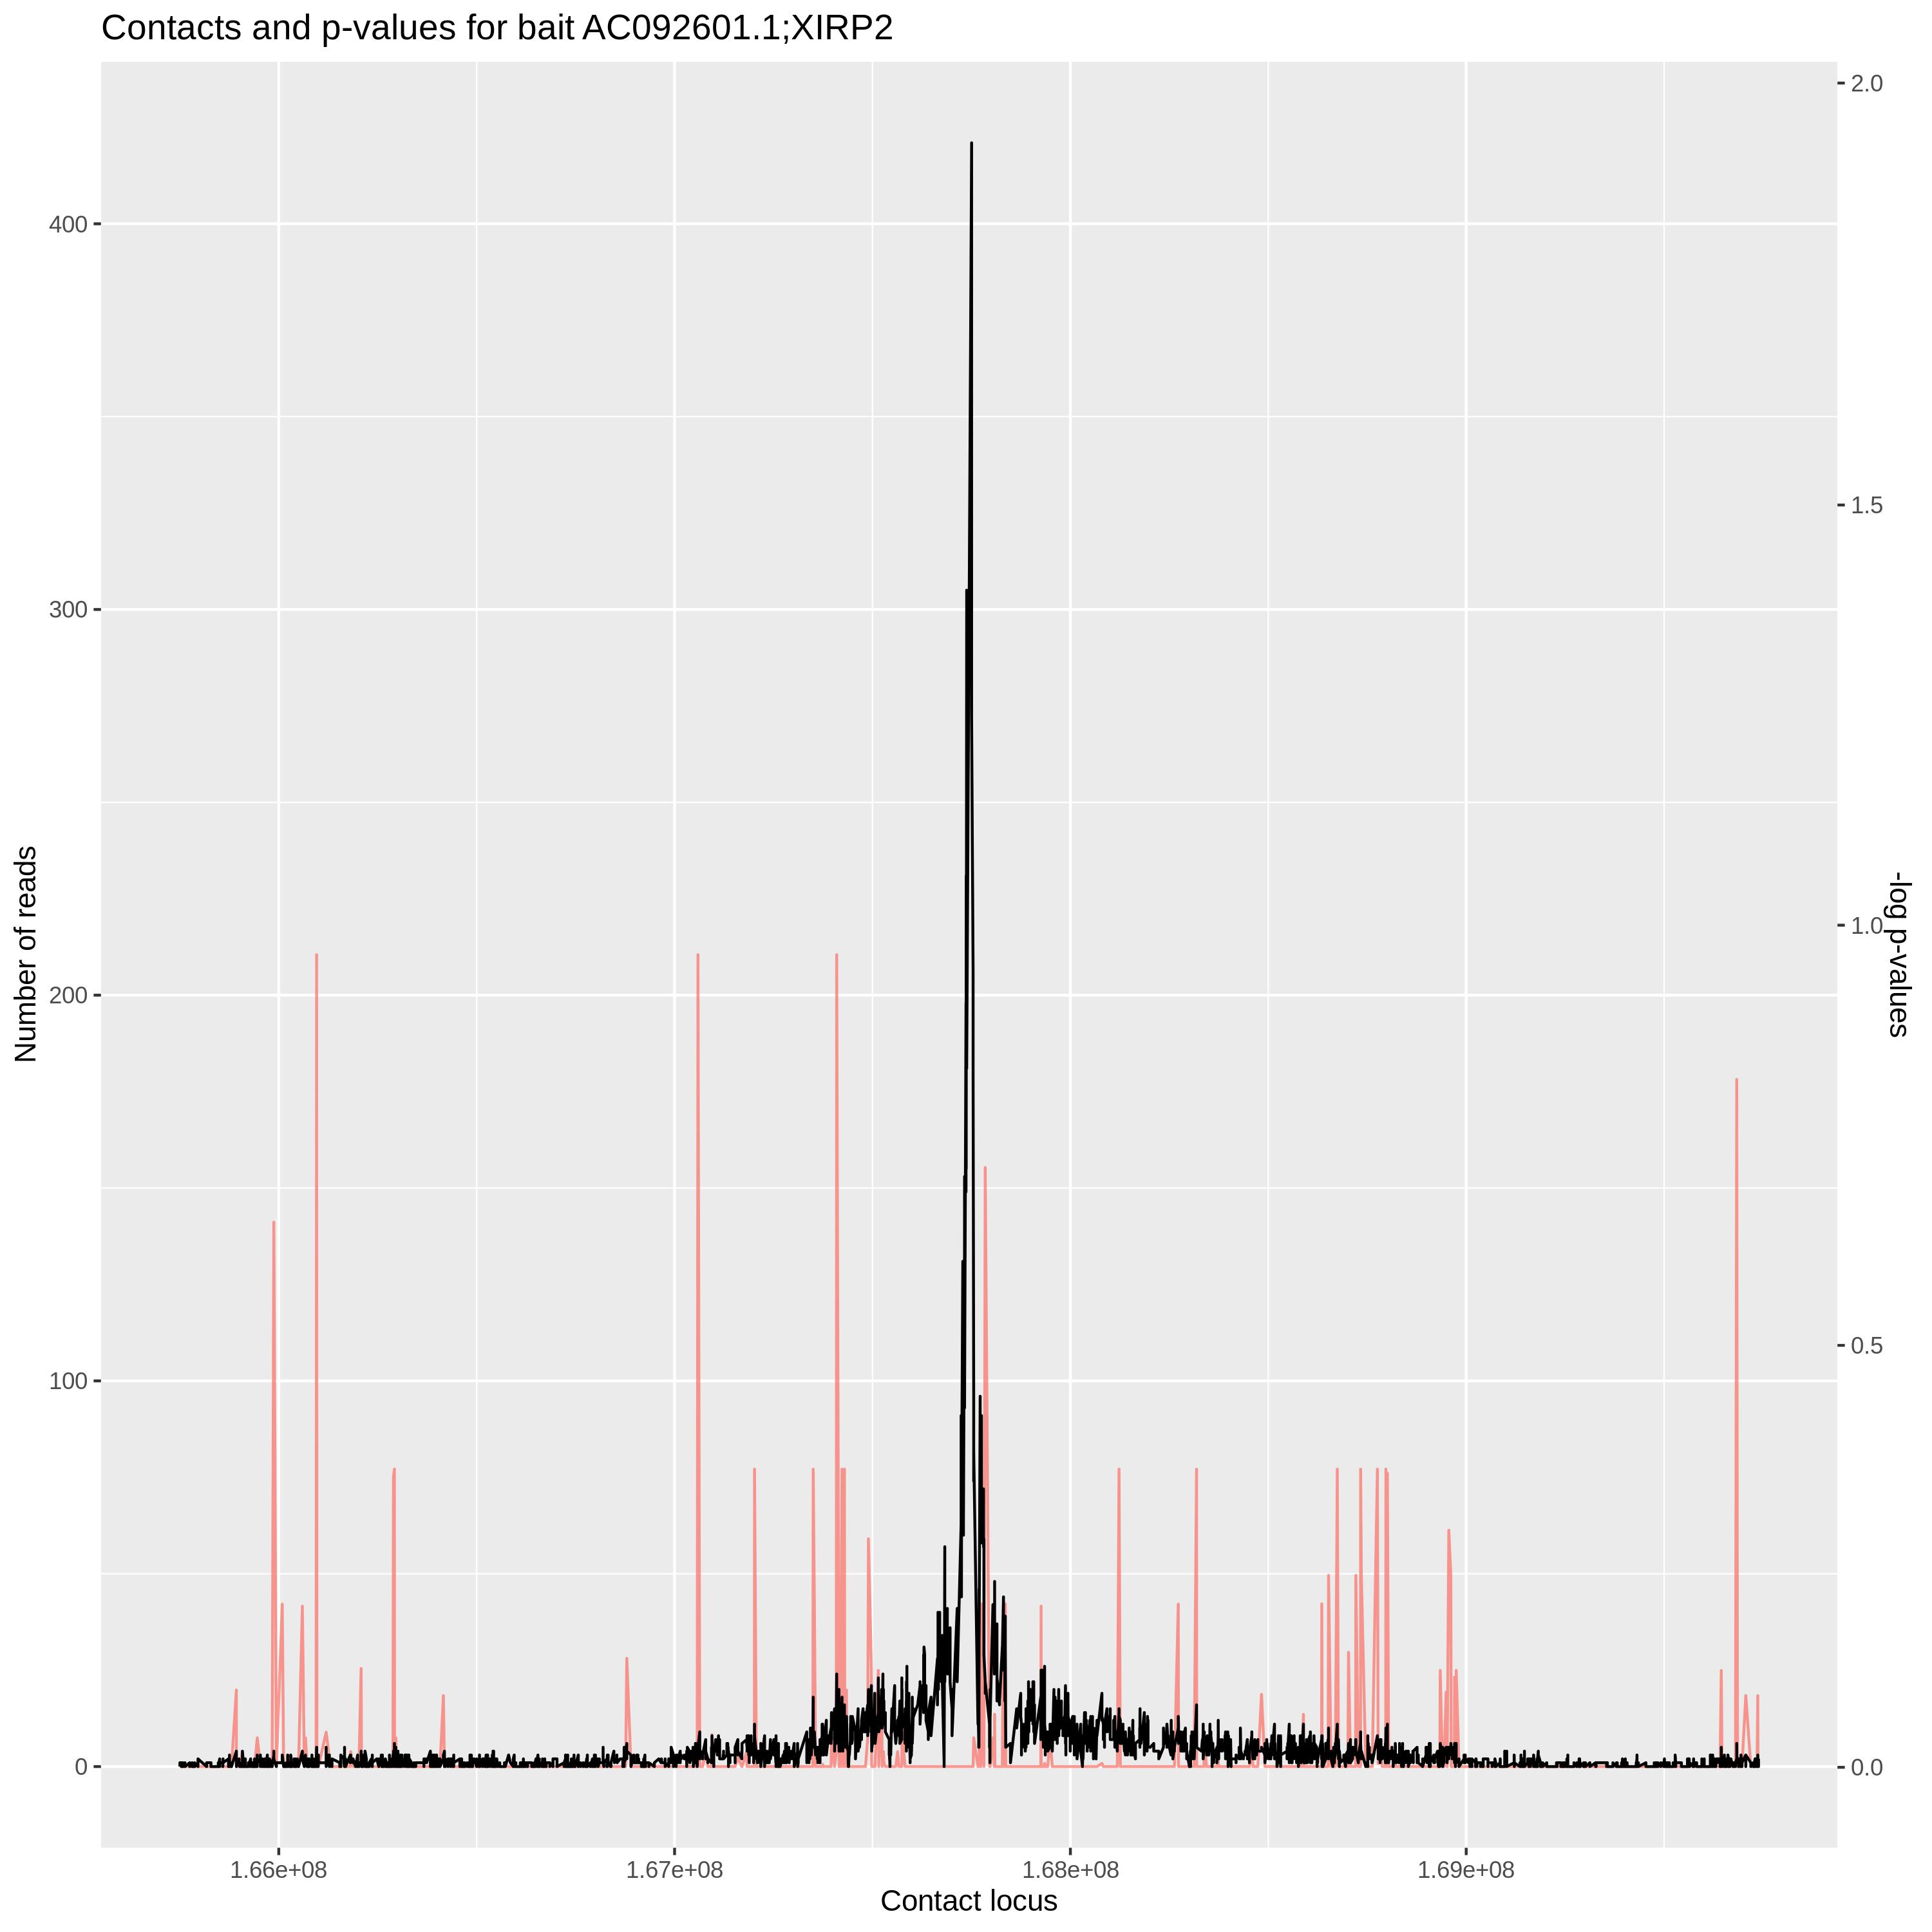 Contacts and p-values for bait AC092601.1;XIRP2
Number of reads
400
300
200
100
0
2.0
1.5
1.0
0.5
0.0
-log p-values
1.66e+08
1.67e+08
1.68e+08
1.69e+08
Contact locus